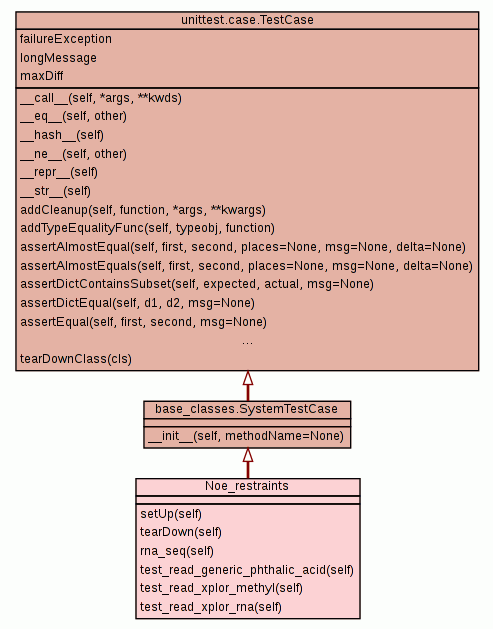 unittest.case.TestCase
failureException
longMessage
maxDiff
__call__(self, *args, **kwds)
__eq__(self, other)
__hash__(self)
__ne__(self, other)
__repr__(self)
__str__(self)
addCleanup(self, function, *args, **kwargs)
addTypeEqualityFunc(self, typeobj, function)
assertAlmostEqual(self, first, second, places=None, msg=None, delta=None)
assertAlmostEquals(self, first, second, places=None, msg=None, delta=None)
assertDictContainsSubset(self, expected, actual, msg=None)
assertDictEqual(self, d1, d2, msg=None)
assertEqual(self, first, second, msg=None)
...
tearDownClass(cls)
base_classes.SystemTestCase
__init__(self, methodName=None)
Noe_restraints
setUp(self)
tearDown(self)
rna_seq(self)
test_read_generic_phthalic_acid(self)
test_read_xplor_methyl(self)
test_read_xplor_rna(self)